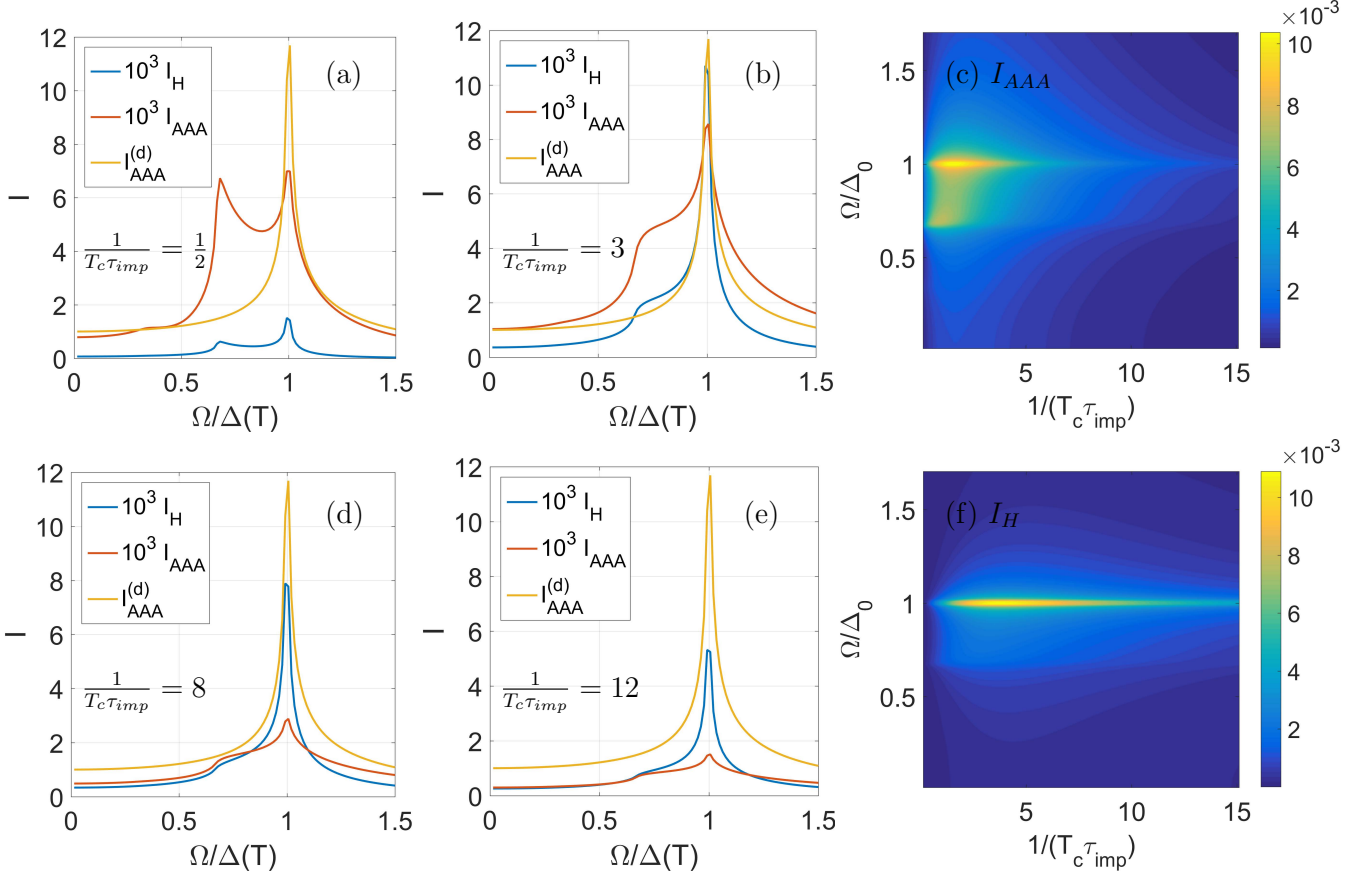 12
10
8
6
4
2
0
I
10³ I_H
10³ I_AAA
I_AAA^(d)
(a)
1/(T_c τ_imp) = 1/2
0 0.5 1 1.5
Ω/Δ(T)
12
10
8
6
4
2
0
I
10³ I_H
10³ I_AAA
I_AAA^(d)
(b)
1/(T_c τ_imp) = 3
0 0.5 1 1.5
Ω/Δ(T)
(c) I_AAA
1.5
1
0.5
Ω/Δ_0
5 10 15
1/(T_c τ_imp)
×10⁻³
10
8
6
4
2
12
10
8
6
4
2
0
I
10³ I_H
10³ I_AAA
I_AAA^(d)
(d)
1/(T_c τ_imp) = 8
0 0.5 1 1.5
Ω/Δ(T)
12
10
8
6
4
2
0
I
10³ I_H
10³ I_AAA
I_AAA^(d)
(e)
1/(T_c τ_imp) = 12
0 0.5 1 1.5
Ω/Δ(T)
(f) I_H
1.5
1
0.5
Ω/Δ_0
5 10 15
1/(T_c τ_imp)
×10⁻³
10
8
6
4
2